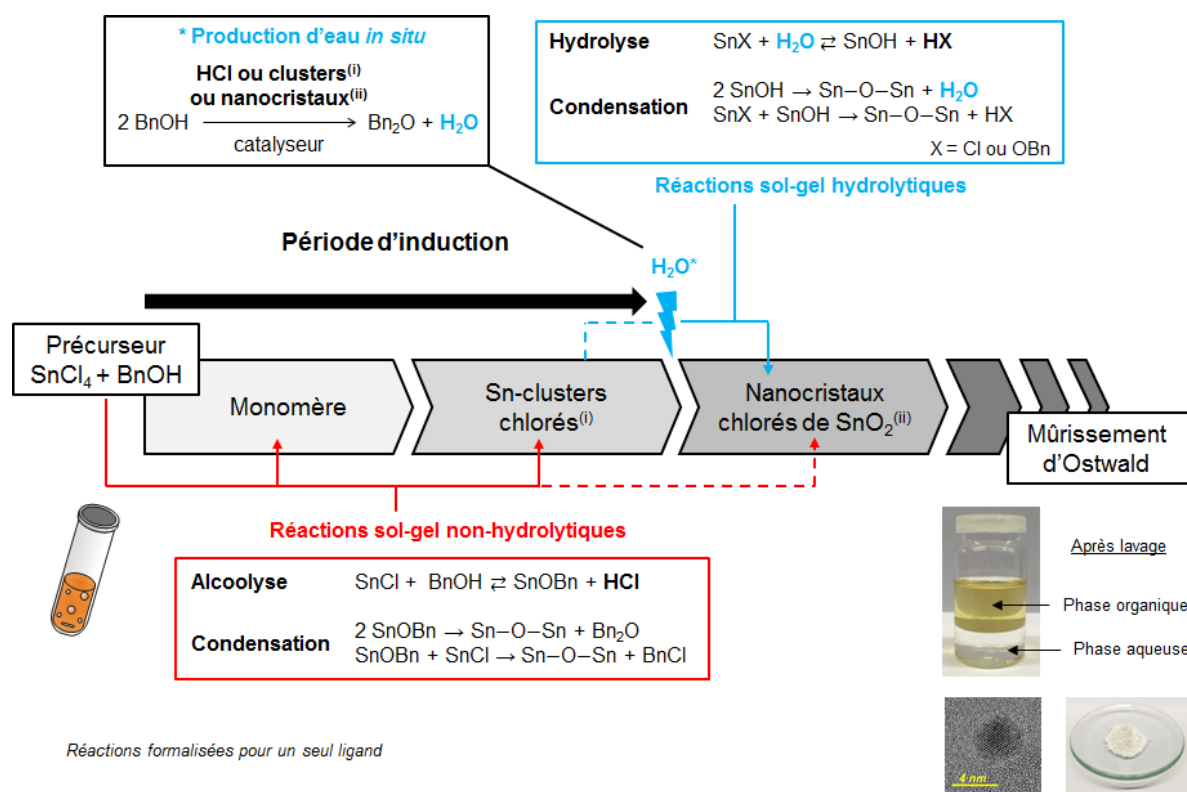 * Production d'eau in situ
HCl ou clusters(i)
ou nanocristaux(ii)
2 BnOH → Bn₂O + H₂O
catalyseur
Hydrolyse SnX + H₂O ⇄ SnOH + HX
Condensation 2 SnOH → Sn–O–Sn + H₂O
SnX + SnOH → Sn–O–Sn + HX
X = Cl ou OBn
Réactions sol-gel hydrolytiques
Période d'induction
H₂O*
Précurseur
SnCl₄ + BnOH
Monomère
Sn-clusters
chlorés(i)
Nanocristaux
chlorés de SnO₂(ii)
Mûrissement
d'Ostwald
Réactions sol-gel non-hydrolytiques
Alcoolyse SnCl + BnOH ⇄ SnOBn + HCl
Condensation 2 SnOBn → Sn–O–Sn + Bn₂O
SnOBn + SnCl → Sn–O–Sn + BnCl
Après lavage
Phase organique
Phase aqueuse
4 nm
Réactions formalisées pour un seul ligand